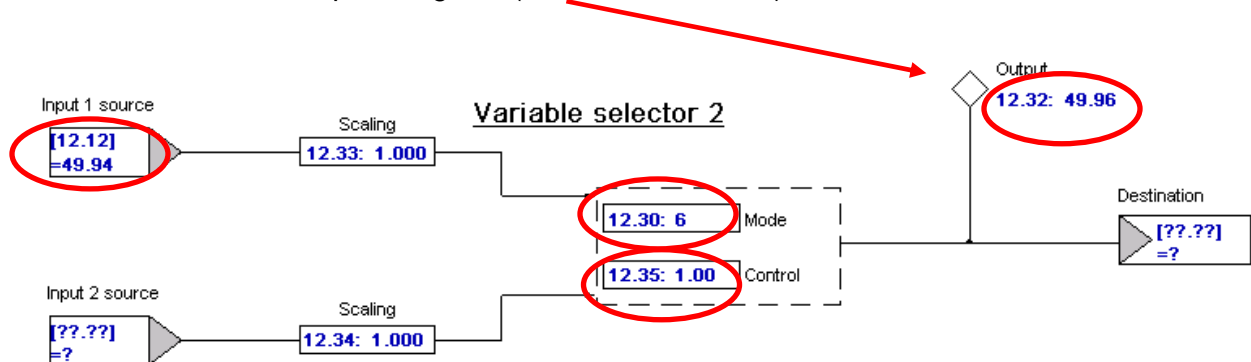 Output
12.32: 49.96
Input 1 source
[12.12]
=49.94
Scaling
12.33: 1.000
Variable selector 2
12.30: 6 Mode
12.35: 1.00 Control
Destination
[??.??]
=?
Input 2 source
[??.??]
=?
Scaling
12.34: 1.000